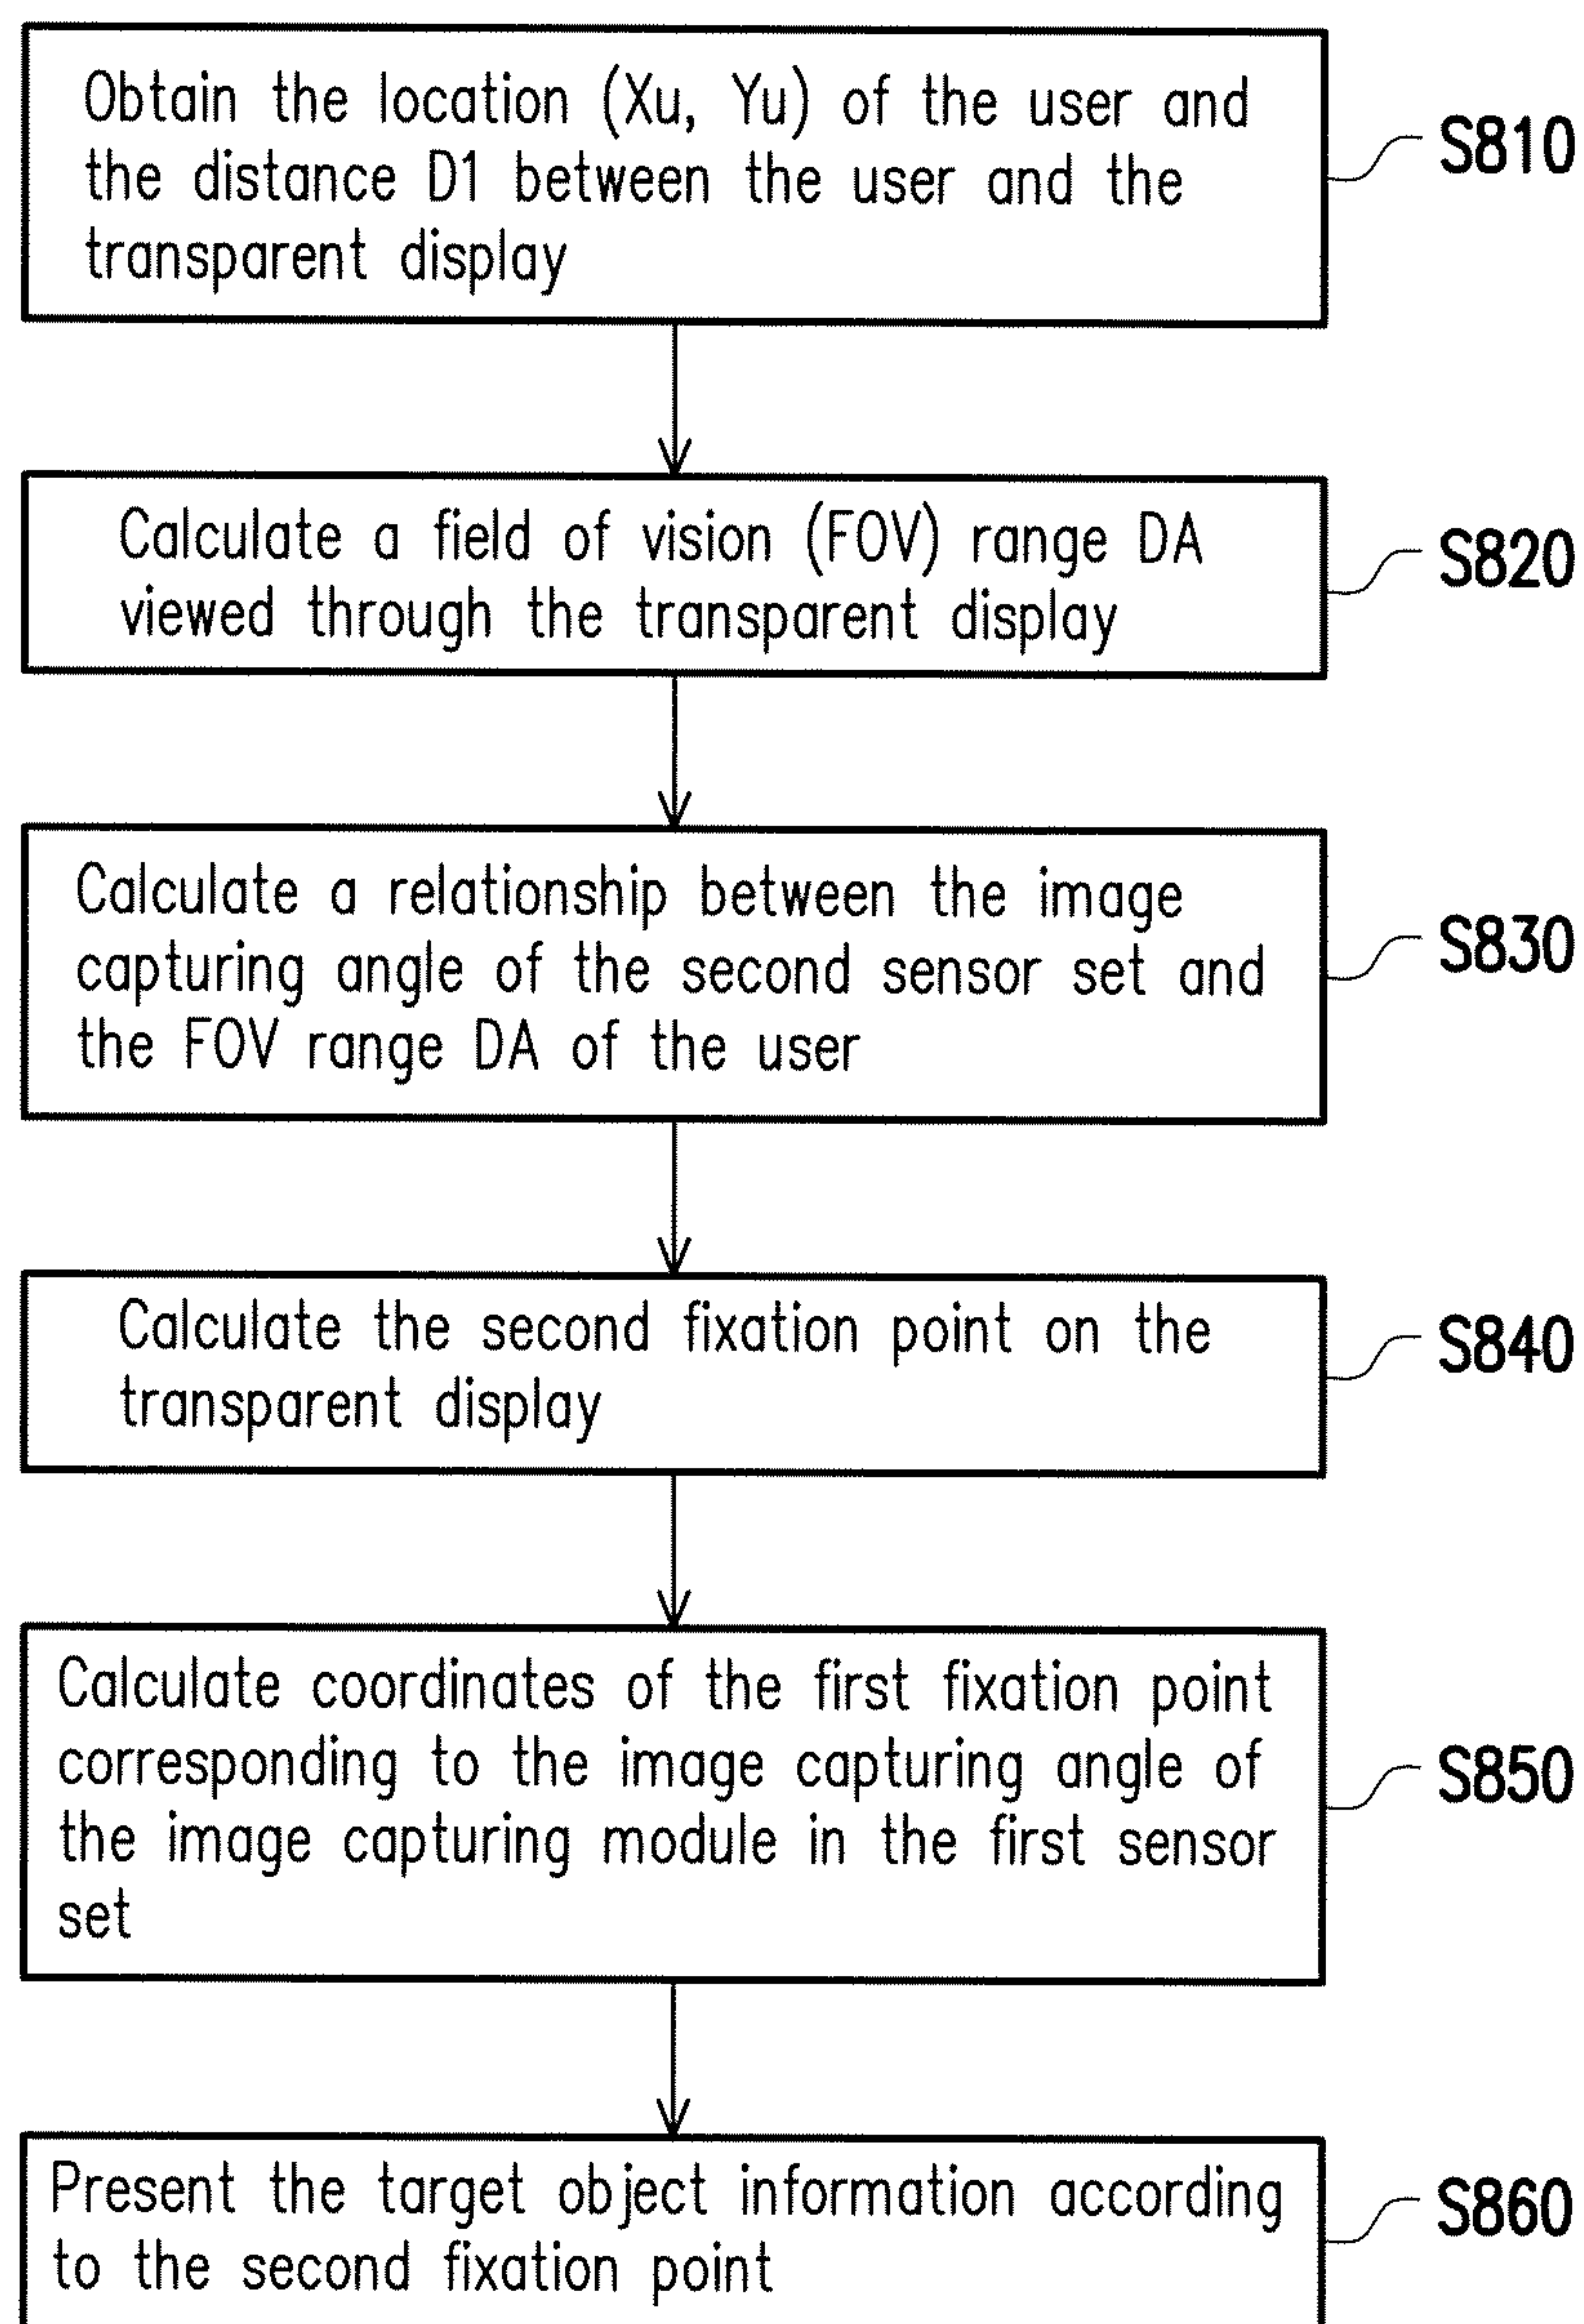 Obtain the location (Xu, Yu) of the user and
the distance D1 between the user and the
transparent display
S810
Calculate a field of vision (FOV) range DA
viewed through the transparent display
S820
Calculate a relationship between the image
capturing angle of the second sensor set and
the FOV range DA of the user
S830
Calculate the second fixation point on the
transparent display
S840
Calculate coordinates of the first fixation point
corresponding to the image capturing angle of
the image capturing module in the first sensor
set
S850
Present the target object information according
to the second fixation point
S860